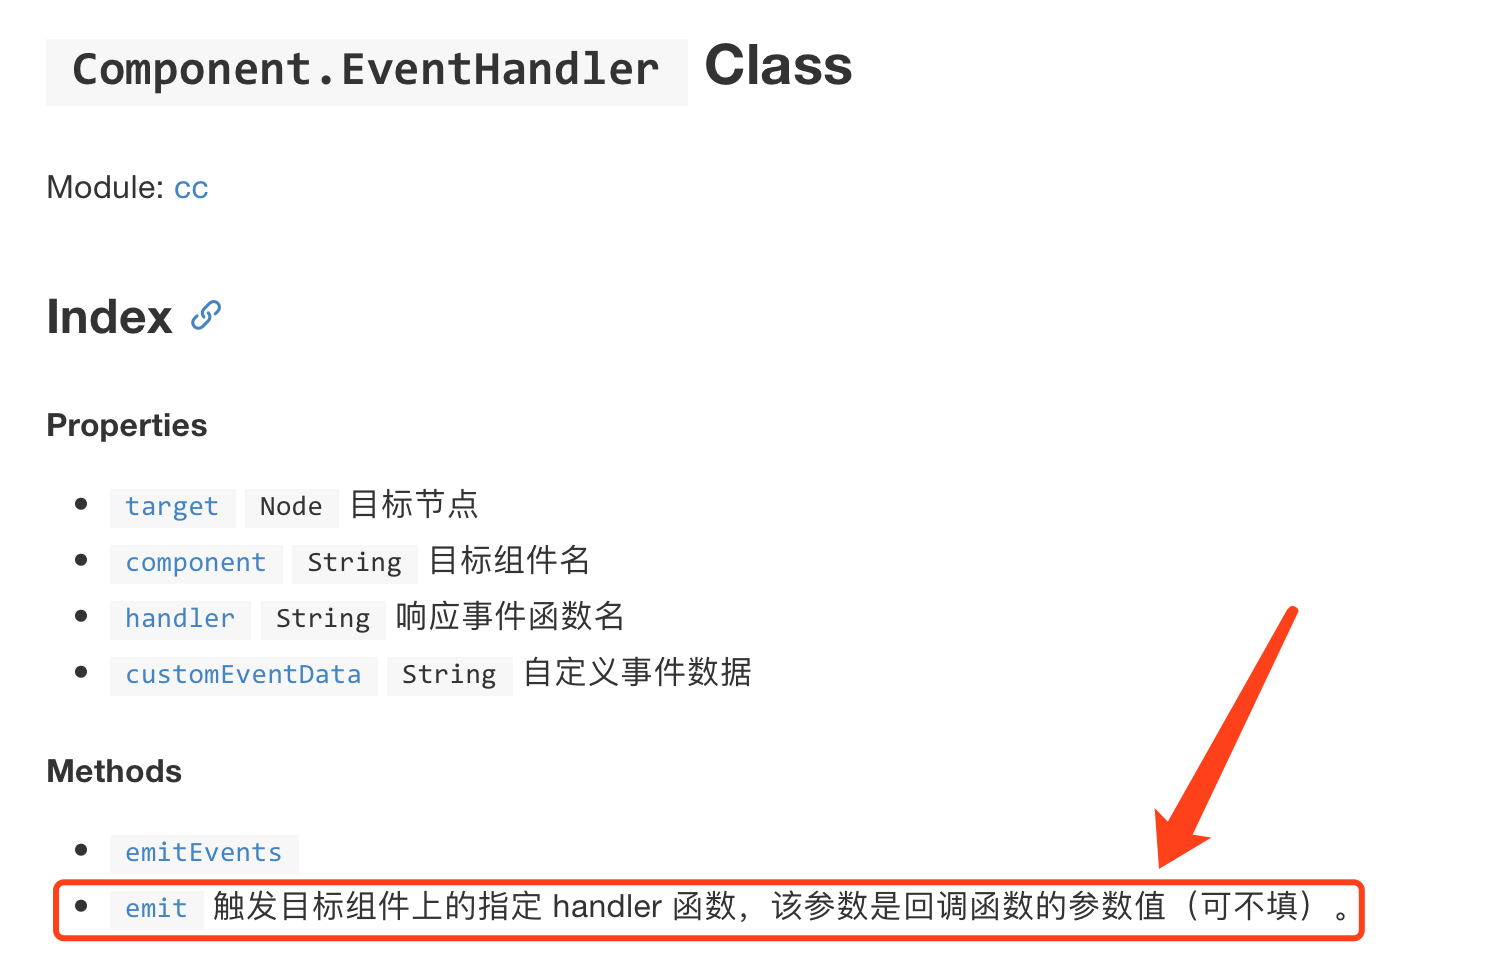 Component.EventHandler Class
Module: cc
Index
Properties
target Node 目标节点
component String 目标组件名
handler String 响应事件函数名
customEventData String 自定义事件数据
Methods
emitEvents
emit 触发目标组件上的指定 handler 函数，该参数是回调函数的参数值（可不填）。